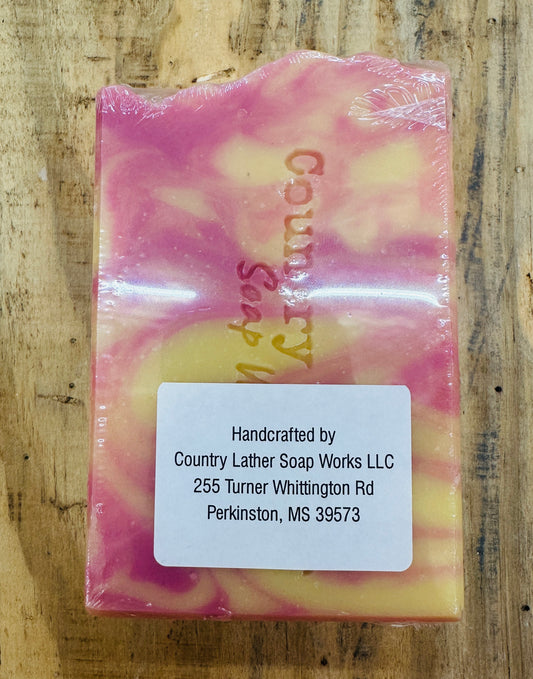 Country
Soap W
Handcrafted by
Country Lather Soap Works LLC
255 Turner Whittington Rd
Perkinston, MS 39573